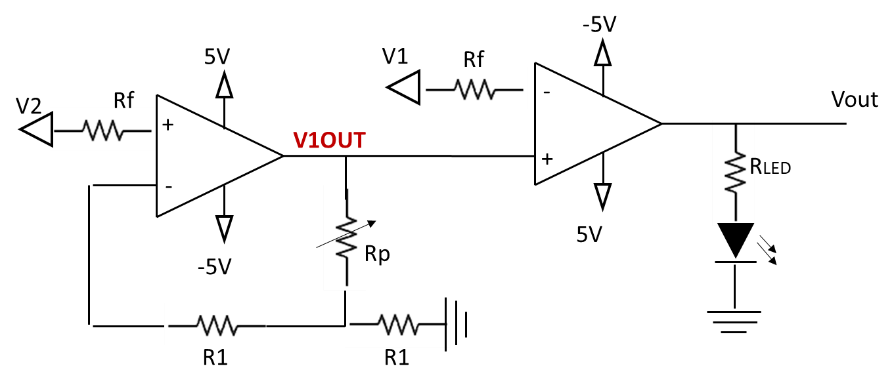 5V
V2
Rf
+
-
-5V
V1OUT
Rp
R1
R1
-5V
V1
Rf
-
+
5V
Vout
RLED